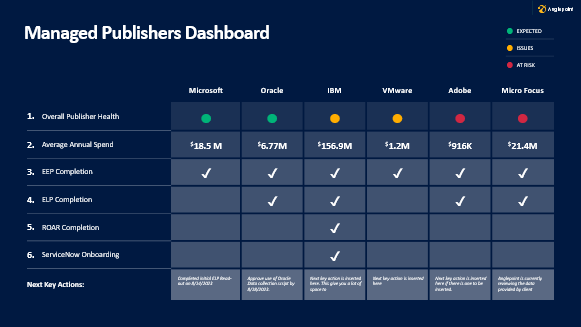 Anglepoint
Managed Publishers Dashboard
EXPECTED
ISSUES
AT RISK
Microsoft Oracle IBM VMware Adobe Micro Focus
1. Overall Publisher Health
2. Average Annual Spend $18.5 M $6.77M $156.9M $1.2M $916K $21.4M
3. EEP Completion ✓ ✓ ✓ ✓ ✓ ✓
4. ELP Completion ✓ ✓ ✓ ✓
5. ROAR Completion ✓
6. ServiceNow Onboarding ✓
Next Key Actions:
Completed initial ELP Read-
out on 8/14/2023
Approve use of Oracle
Data collection script by
8/18/2023.
Next key action is inserted
here. This give you a lot of
space to
Next key action is inserted
here
Next key action is inserted
here if there is one to be
inserted.
Anglepoint is currently
reviewing the data
provided by client